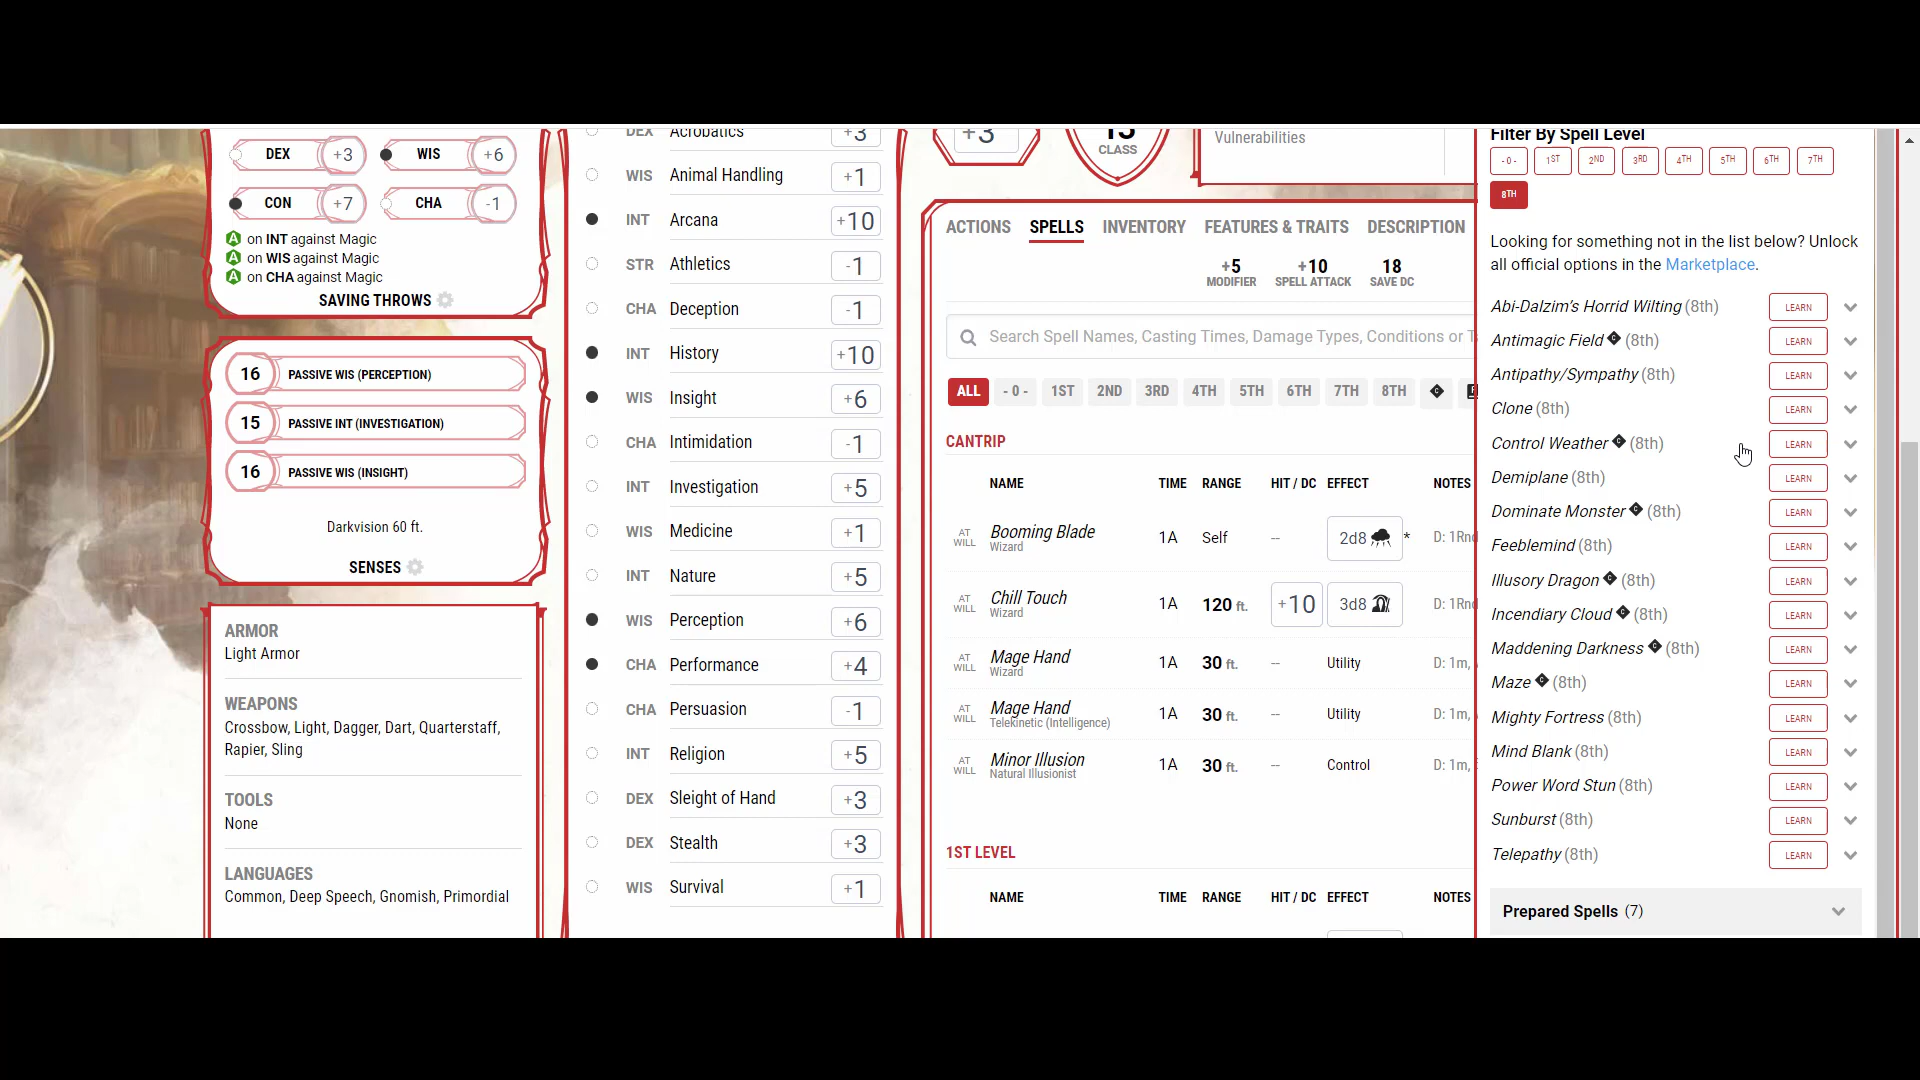 DEX +3 WIS +6
CON +7 CHA -1
A on INT against Magic
A on WIS against Magic
A on CHA against Magic
SAVING THROWS
16 PASSIVE WIS (PERCEPTION)
15 PASSIVE INT (INVESTIGATION)
16 PASSIVE WIS (INSIGHT)
Darkvision 60 ft.
SENSES
ARMOR
Light Armor
WEAPONS
Crossbow, Light, Dagger, Dart, Quarterstaff,
Rapier, Sling
TOOLS
None
LANGUAGES
Common, Deep Speech, Gnomish, Primordial
DEX Acrobatics +3
WIS Animal Handling +1
INT Arcana +10
STR Athletics -1
CHA Deception -1
INT History +10
WIS Insight +6
CHA Intimidation -1
INT Investigation +5
WIS Medicine +1
INT Nature +5
WIS Perception +6
CHA Performance +4
CHA Persuasion -1
INT Religion +5
DEX Sleight of Hand +3
DEX Stealth +3
WIS Survival +1
+3
CLASS
Vulnerabilities
ACTIONS SPELLS INVENTORY FEATURES & TRAITS DESCRIPTION
+5 +10 18
MODIFIER SPELL ATTACK SAVE DC
Search Spell Names, Casting Times, Damage Types, Conditions or T
ALL - 0 - 1ST 2ND 3RD 4TH 5TH 6TH 7TH 8TH C
CANTRIP
NAME TIME RANGE HIT / DC EFFECT NOTES
AT WILL Booming Blade 1A Self -- 2d8 * D: 1Rnd
Wizard
AT WILL Chill Touch 1A 120 ft. +10 3d8 D: 1Rnd
Wizard
AT WILL Mage Hand 1A 30 ft. -- Utility D: 1m,
Wizard
AT WILL Mage Hand 1A 30 ft. -- Utility D: 1m,
Telekinetic (Intelligence)
AT WILL Minor Illusion 1A 30 ft. -- Control D: 1m,
Natural Illusionist
1ST LEVEL
NAME TIME RANGE HIT / DC EFFECT NOTES
Filter By Spell Level
- 0 - 1ST 2ND 3RD 4TH 5TH 6TH 7TH
8TH
Looking for something not in the list below? Unlock
all official options in the Marketplace.
Abi-Dalzim's Horrid Wilting (8th) LEARN
Antimagic Field C (8th) LEARN
Antipathy/Sympathy (8th) LEARN
Clone (8th) LEARN
Control Weather C (8th) LEARN
Demiplane (8th) LEARN
Dominate Monster C (8th) LEARN
Feeblemind (8th) LEARN
Illusory Dragon C (8th) LEARN
Incendiary Cloud C (8th) LEARN
Maddening Darkness C (8th) LEARN
Maze C (8th) LEARN
Mighty Fortress (8th) LEARN
Mind Blank (8th) LEARN
Power Word Stun (8th) LEARN
Sunburst (8th) LEARN
Telepathy (8th) LEARN
Prepared Spells (7)